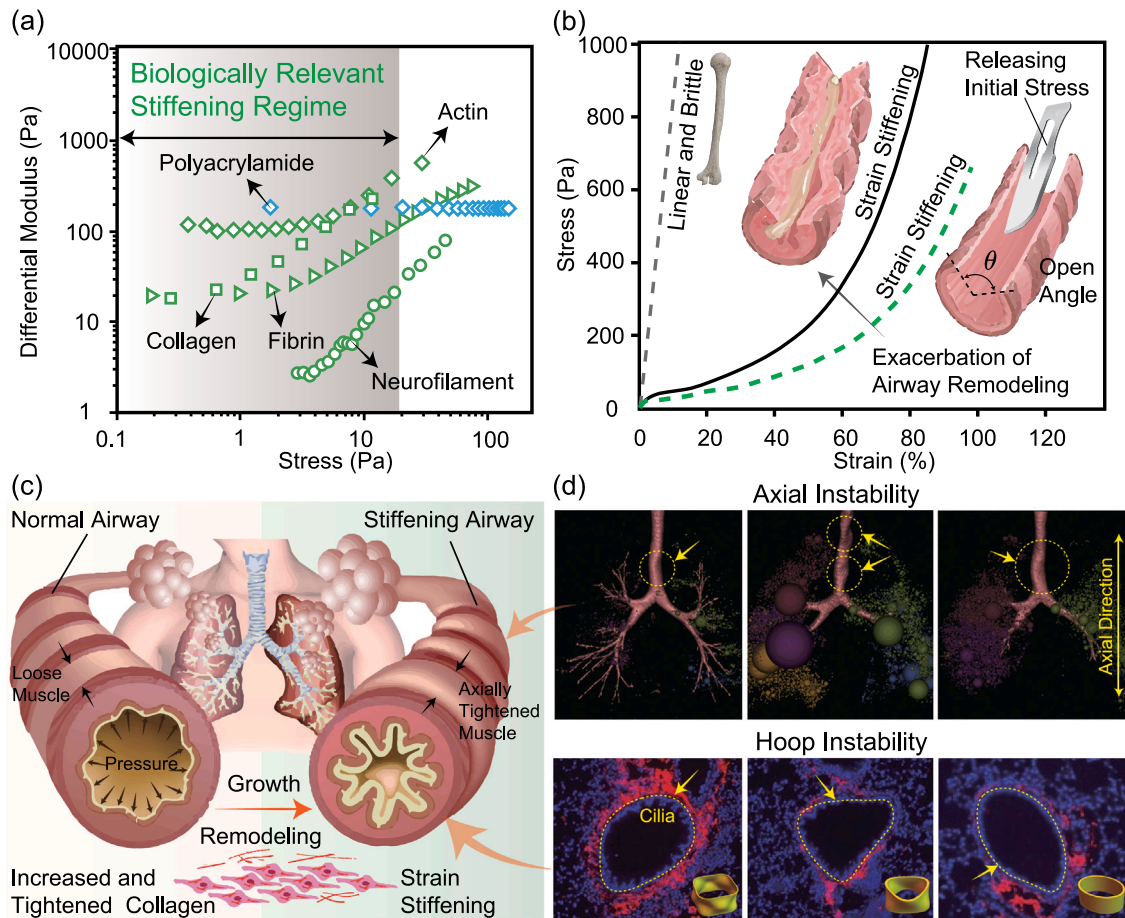 (a)
10000
1000
100
10
1
Differential Modulus (Pa)
Biologically Relevant
Stiffening Regime
Actin
Polyacrylamide
Collagen
Fibrin
Neurofilament
0.1
1
10
100
Stress (Pa)
(b)
1000
800
600
400
200
0
Stress (Pa)
Linear and Brittle
Strain Stiffening
Strain Stiffening
Releasing
Initial Stress
θ
Open
Angle
Exacerbation of
Airway Remodeling
0
20
40
60
80
100
120
Strain (%)
(c)
Normal Airway
Stiffening Airway
Loose
Muscle
Axially
Tightened
Muscle
Pressure
Growth
Remodeling
Increased and
Tightened Collagen
Strain
Stiffening
(d)
Axial Instability
Axial Direction
Hoop Instability
Cilia